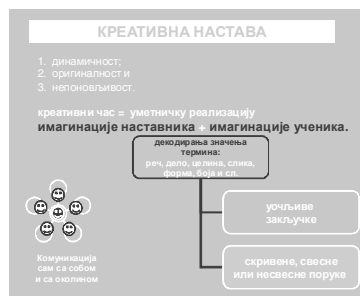 КРЕАТИВНА НАСТАВА
1. динамичност;
2. оригиналност и
3. непоновљивост.
креативни час = уметничку реализацију
имагинације наставника + имагинације ученика.
декодирања значења
термина:
реч, дело, целина, слика,
форма, боја и сл.
уочљиве
закључке
скривене, свесне
или несвесне поруке
Комуникација
сам са собом
и са околином